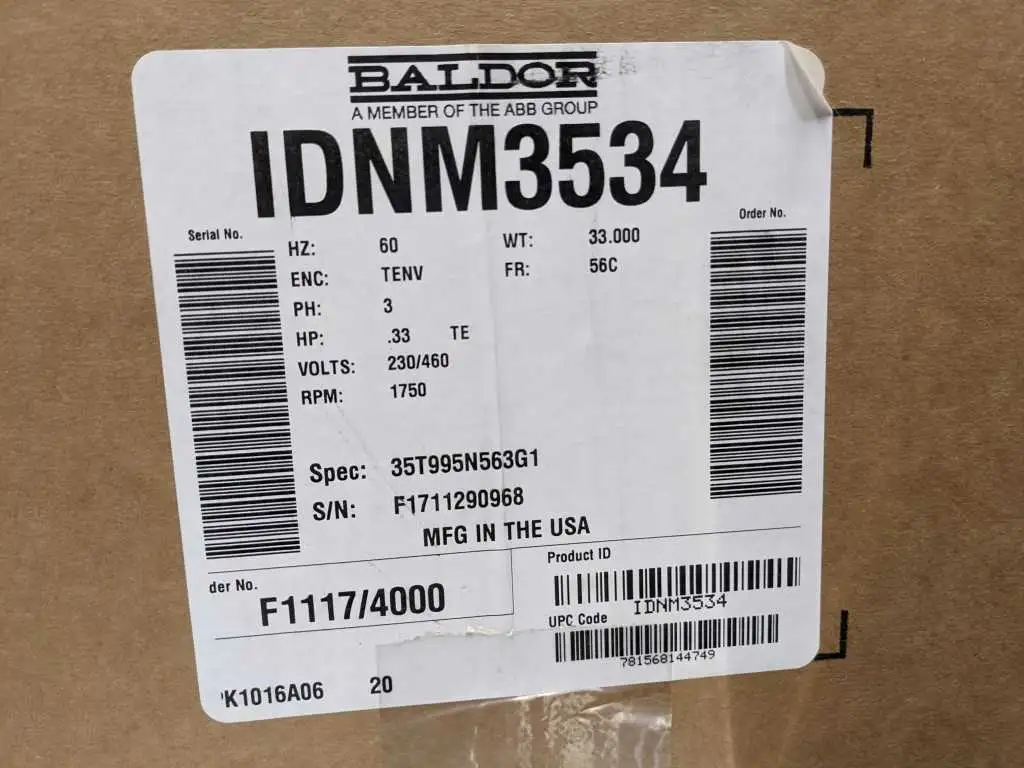 BALDOR
A MEMBER OF THE ABB GROUP
IDNM3534
Serial No.
Order No.
HZ: 60 WT: 33.000
ENC: TENV FR: 56C
PH: 3
HP: .33 TE
VOLTS: 230/460
RPM: 1750
Spec: 35T995N563G1
S/N: F1711290968
MFG IN THE USA
der No.
F1117/4000
Product ID
IDNM3534
UPC Code
781568144749
K1016A06 20